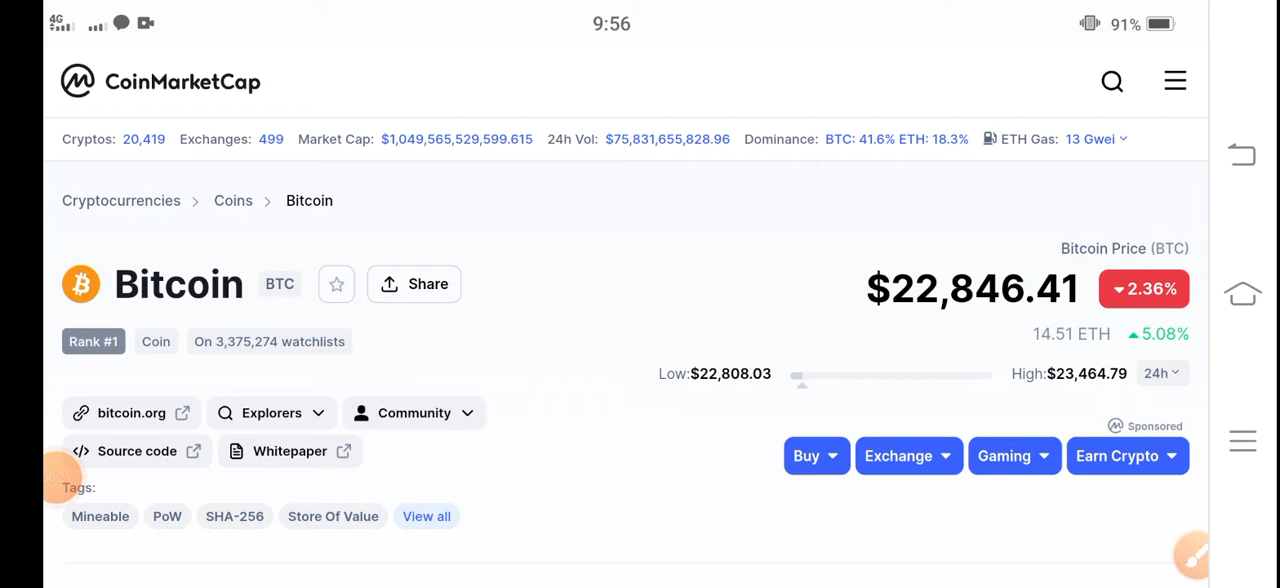 4G 9:56 91%
CoinMarketCap
Cryptos: 20,419 Exchanges: 499 Market Cap: $1,049,565,529,599.615 24h Vol: $75,831,655,828.96 Dominance: BTC: 41.6% ETH: 18.3% ETH Gas: 13 Gwei
Cryptocurrencies > Coins > Bitcoin
Bitcoin Price (BTC)
Bitcoin BTC Share $22,846.41 2.36%
14.51 ETH 5.08%
Rank #1 Coin On 3,375,274 watchlists
Low:$22,808.03 High:$23,464.79 24h
bitcoin.org Explorers Community
Sponsored
Source code Whitepaper
Buy Exchange Gaming Earn Crypto
Tags:
Mineable PoW SHA-256 Store Of Value View all